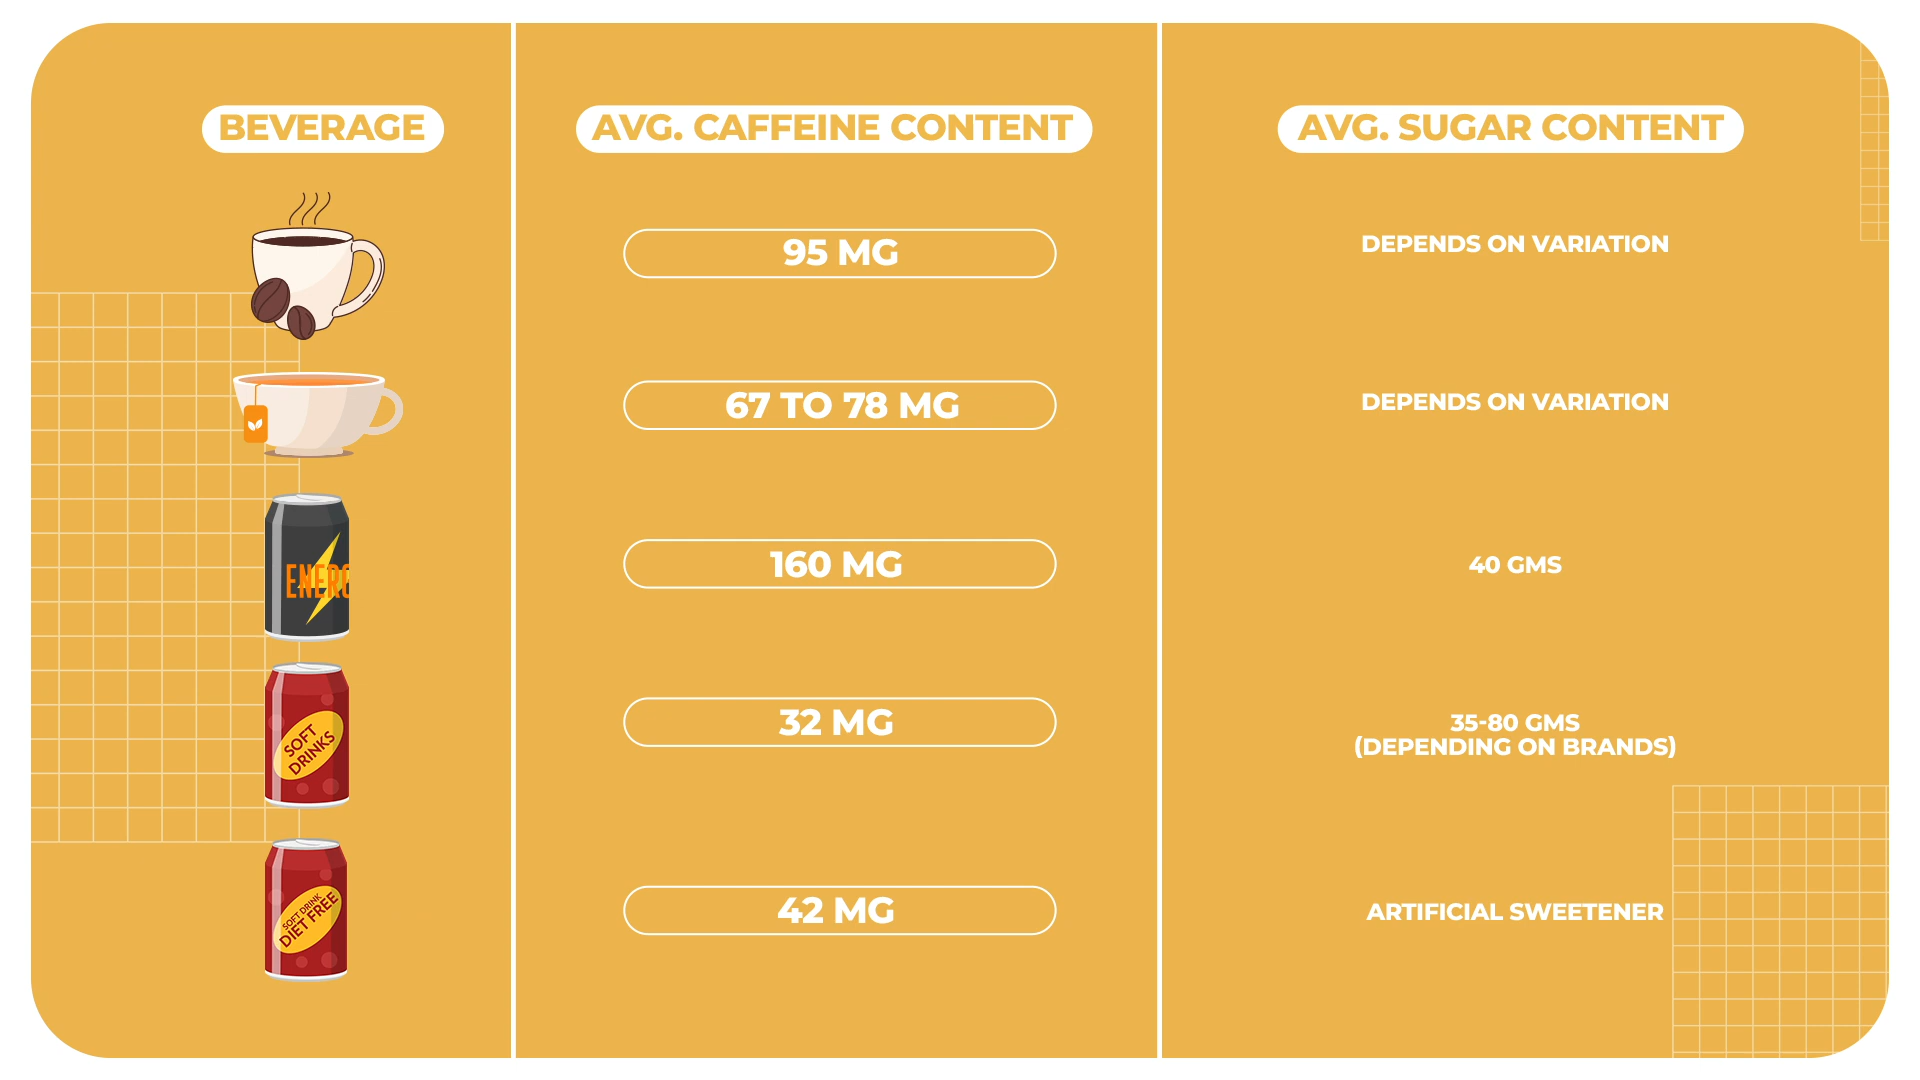 BEVERAGE
AVG. CAFFEINE CONTENT
AVG. SUGAR CONTENT
95 MG
DEPENDS ON VARIATION
67 TO 78 MG
DEPENDS ON VARIATION
ENERG
160 MG
40 GMS
SOFT
DRINKS
32 MG
35-80 GMS
(DEPENDING ON BRANDS)
SOFT DRINK
DIET FREE
42 MG
ARTIFICIAL SWEETENER